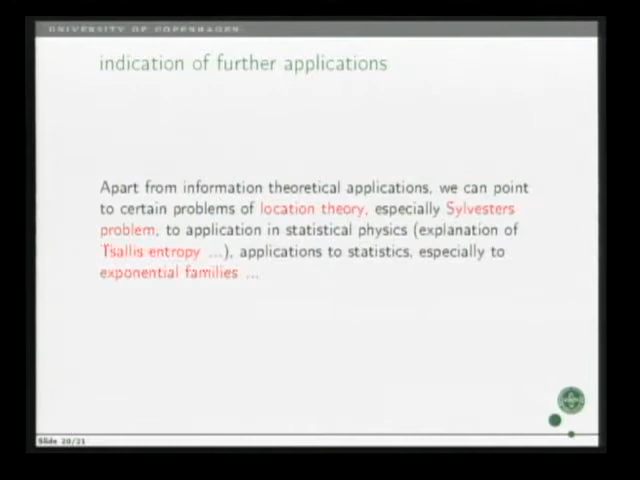 UNIVERSITY OF COPENHAGEN
indication of further applications
Apart from information theoretical applications, we can point
to certain problems of location theory, especially Sylvesters
problem, to application in statistical physics (explanation of
Tsallis entropy ...), applications to statistics, especially to
exponential families ...
Slide 20/21